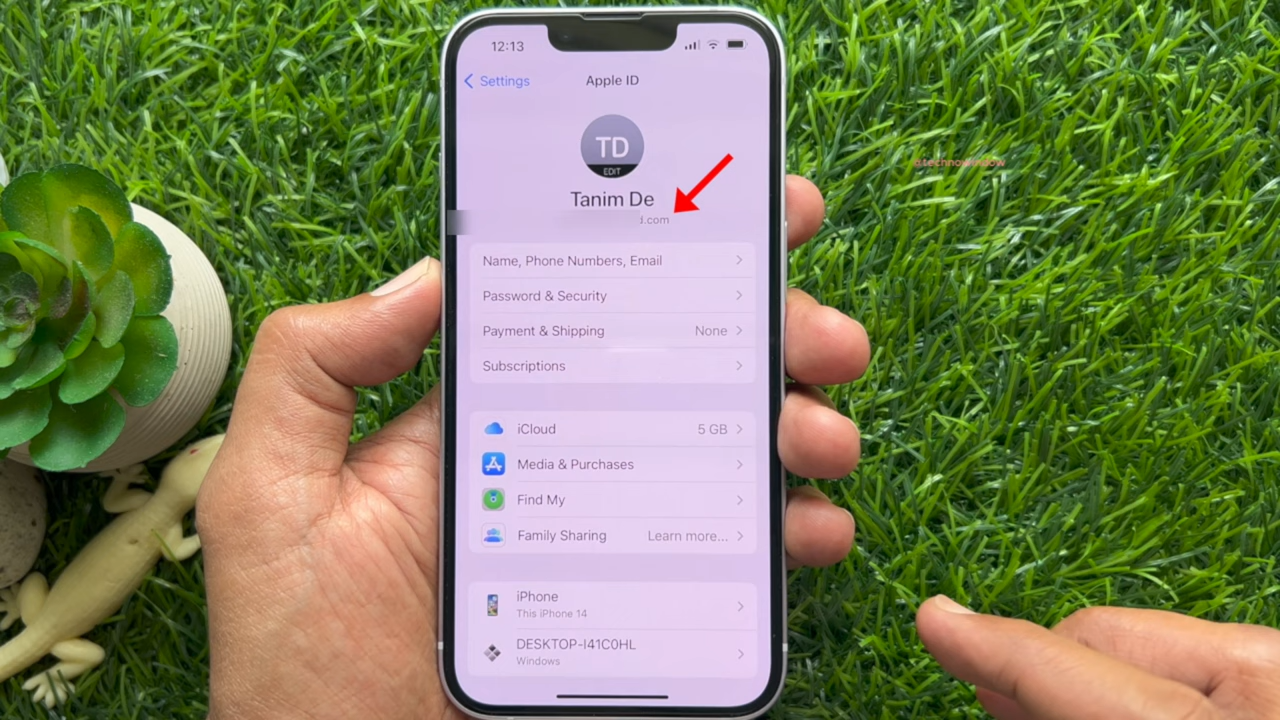 12:13
Settings
Apple ID
TD
EDIT
Tanim De
d.com
Name, Phone Numbers, Email
Password & Security
Payment & Shipping None
Subscriptions
iCloud 5 GB
Media & Purchases
Find My
Family Sharing Learn more...
iPhone
This iPhone 14
DESKTOP-I41C0HL
Windows